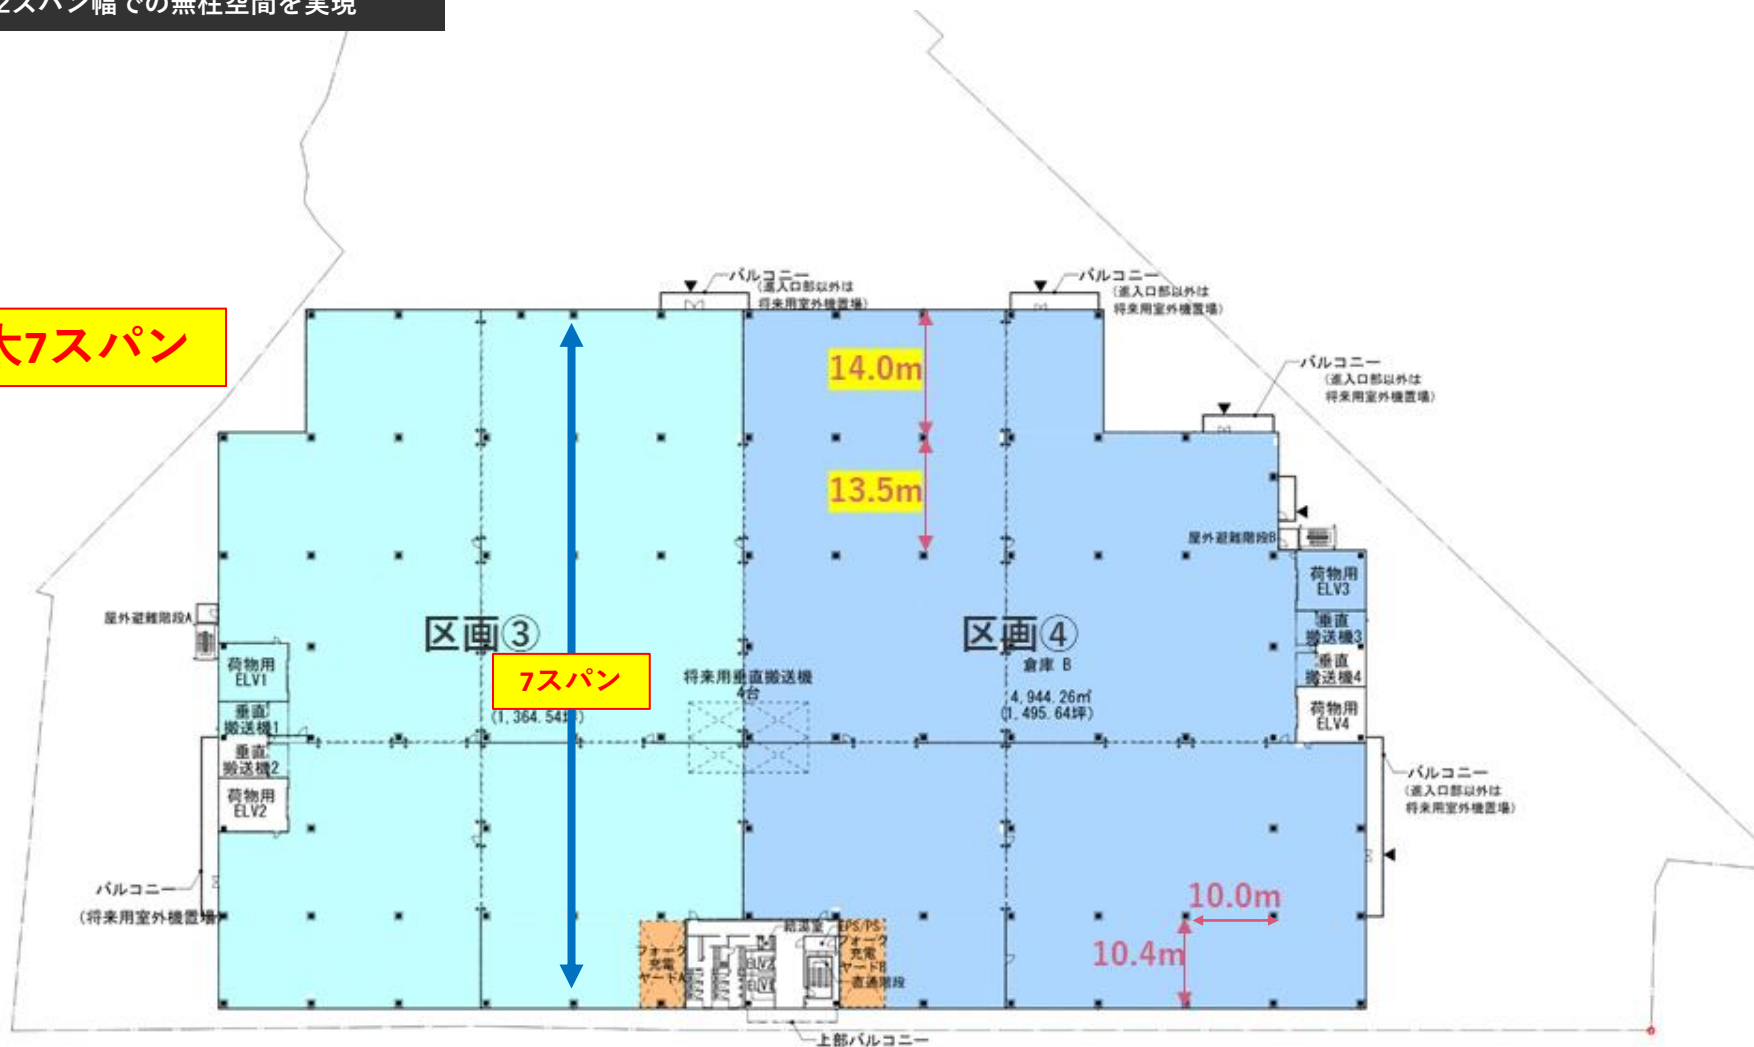 2スパン幅での無柱空間を実現
大7スパン
バルコニー
(進入口部以外は
将来用室外機置場)
バルコニー
(進入口部以外は
将来用室外機置場)
バルコニー
(進入口部以外は
将来用室外機置場)
14.0m
13.5m
屋外避難階段B
荷物用
ELV3
垂直
搬送機3
垂直
搬送機4
荷物用
ELV4
屋外避難階段A
荷物用
ELV1
垂直
搬送機1
垂直
搬送機2
荷物用
ELV2
区画③
7スパン
(1,364.54坪)
将来用垂直搬送機
4台
区画④
倉庫 B
4,944.26㎡
(1,495.64坪)
バルコニー
(進入口部以外は
将来用室外機置場)
バルコニー
(将来用室外機置場
10.0m
10.4m
フォーク
充電
ヤードA
給湯室
EPS/PS
ELV2
ELV1
フォーク
充電
ヤードB
直通階段
上部バルコニー